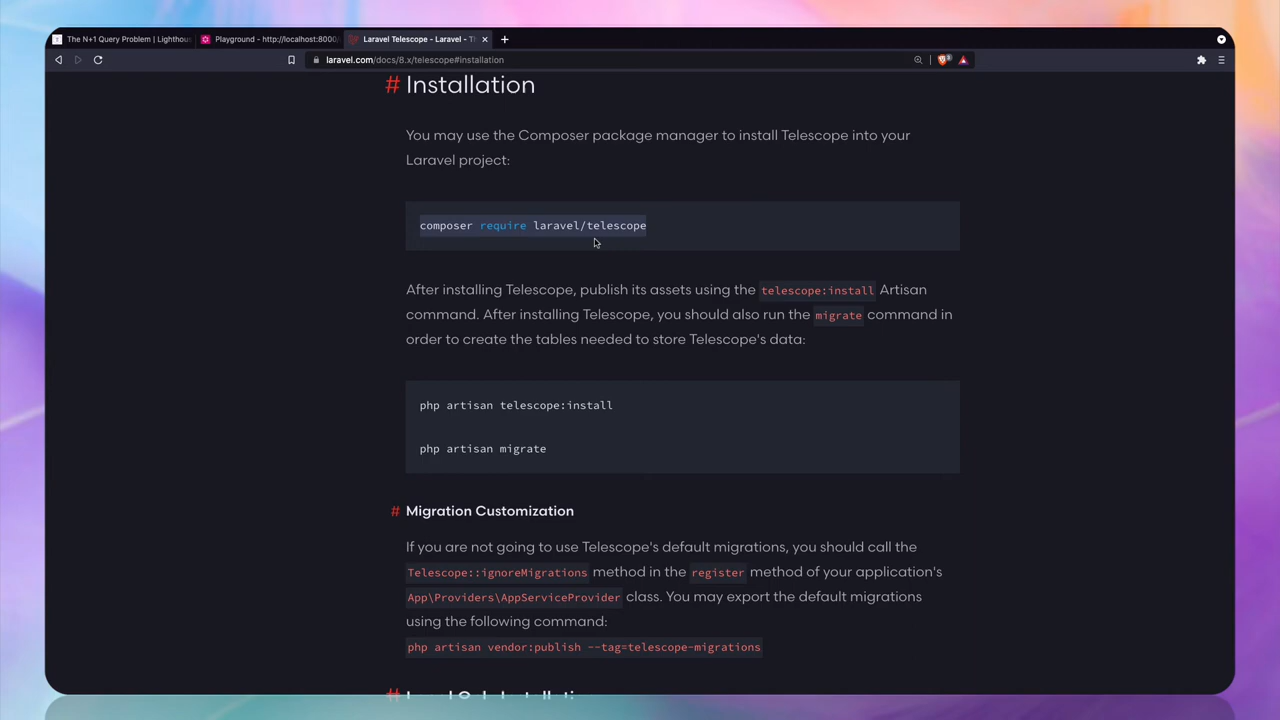 The N+1 Query Problem | Lighthou
Playground - http://localhost:8000/
Laravel Telescope - Laravel - Th
laravel.com/docs/8.x/telescope#installation
# Installation
You may use the Composer package manager to install Telescope into your
Laravel project:
composer require laravel/telescope
After installing Telescope, publish its assets using the telescope:install Artisan
command. After installing Telescope, you should also run the migrate command in
order to create the tables needed to store Telescope's data:
php artisan telescope:install
php artisan migrate
# Migration Customization
If you are not going to use Telescope's default migrations, you should call the
Telescope::ignoreMigrations method in the register method of your application's
App\Providers\AppServiceProvider class. You may export the default migrations
using the following command:
php artisan vendor:publish --tag=telescope-migrations